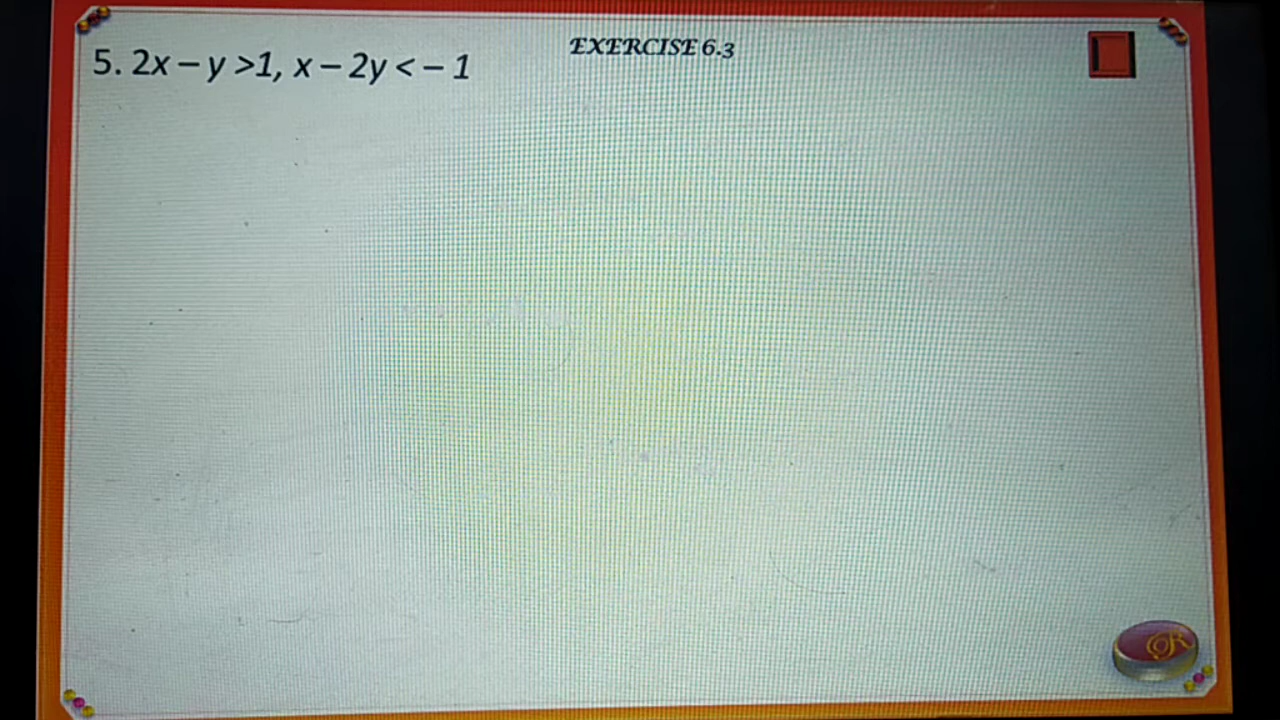 EXERCISE 6.3
5. 2x – y >1, x – 2y < – 1